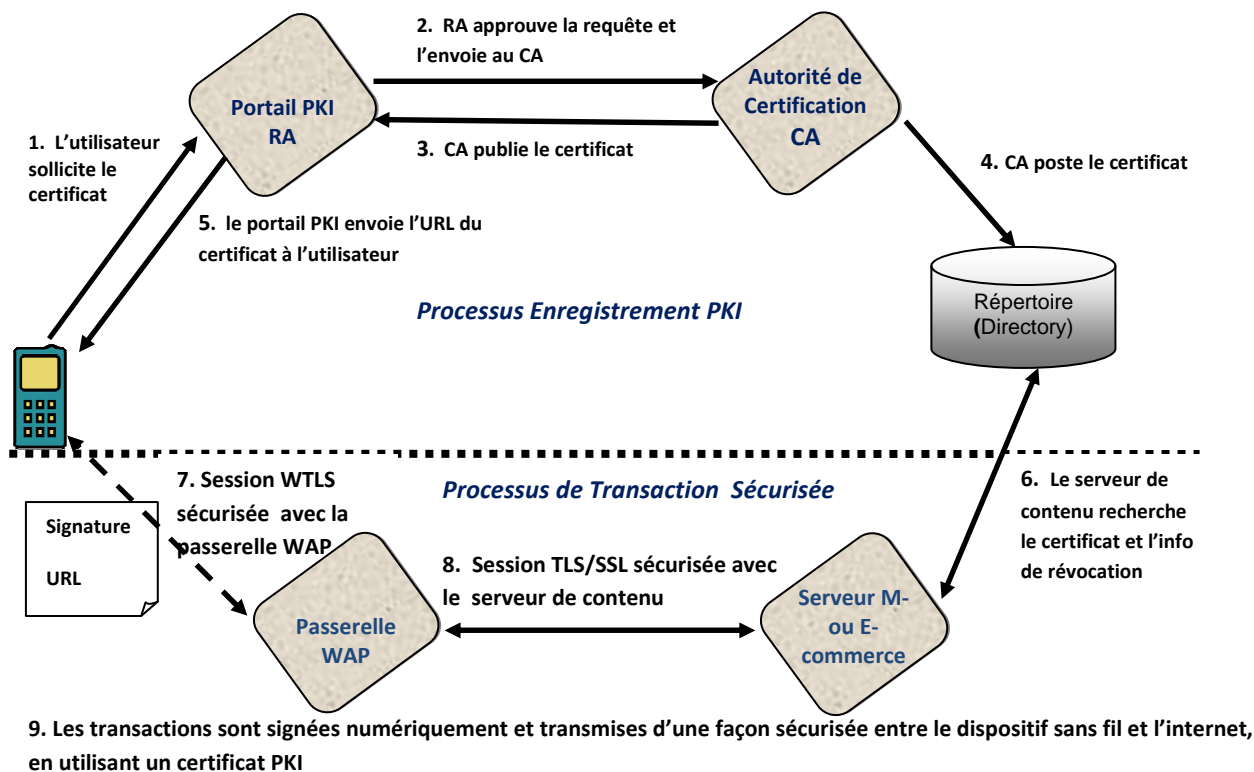 2. RA approuve la requête et
l'envoie au CA
Portail PKI
RA
Autorité de
Certification
CA
1. L'utilisateur
sollicite le
certificat
3. CA publie le certificat
4. CA poste le certificat
5. le portail PKI envoie l'URL du
certificat à l'utilisateur
Processus Enregistrement PKI
Répertoire
(Directory)
7. Session WTLS
sécurisée avec la
passerelle WAP
Processus de Transaction Sécurisée
6. Le serveur de
contenu recherche
le certificat et l'info
de révocation
Signature
URL
8. Session TLS/SSL sécurisée avec
le serveur de contenu
Passerelle
WAP
Serveur M-
ou E-
commerce
9. Les transactions sont signées numériquement et transmises d'une façon sécurisée entre le dispositif sans fil et l'internet,
en utilisant un certificat PKI